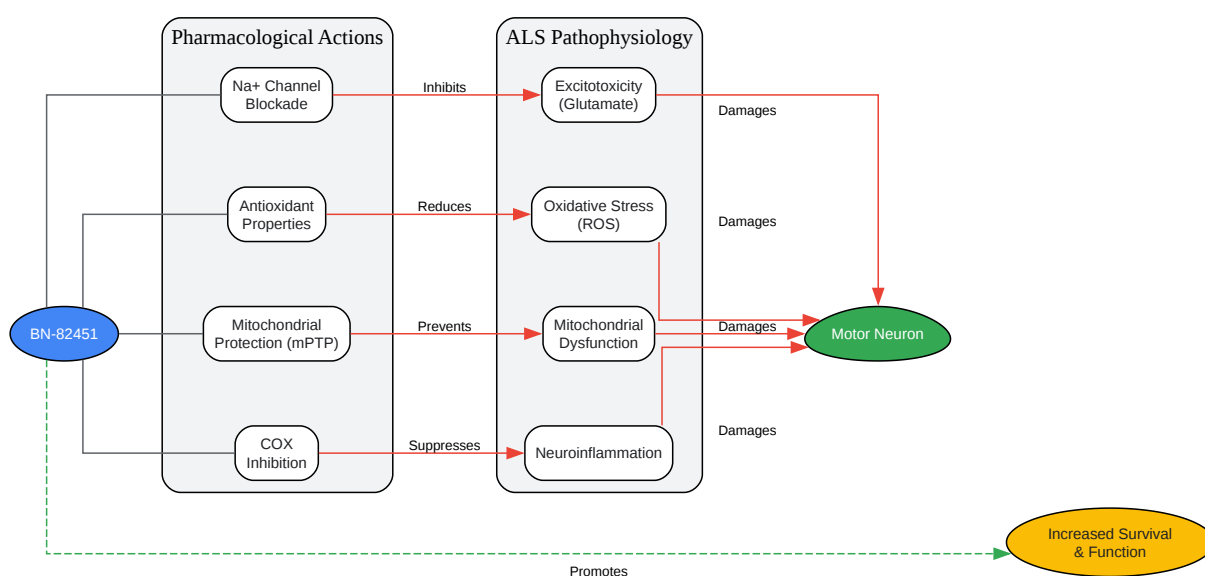 Pharmacological Actions
ALS Pathophysiology
Na+ Channel
Blockade
Inhibits
Excitotoxicity
(Glutamate)
Damages
Antioxidant
Properties
Reduces
Oxidative Stress
(ROS)
Damages
BN-82451
Mitochondrial
Protection (mPTP)
Prevents
Mitochondrial
Dysfunction
Damages
Motor Neuron
COX
Inhibition
Suppresses
Neuroinflammation
Damages
Increased Survival
& Function
Promotes